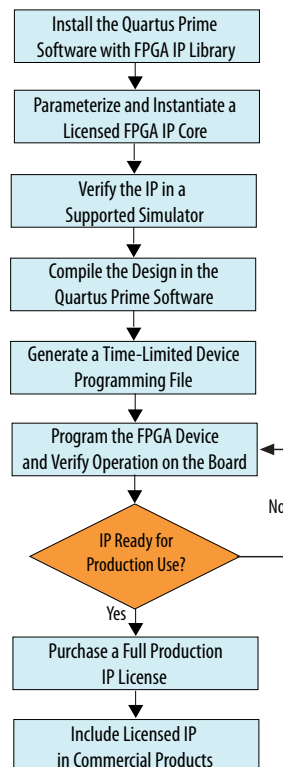 Install the Quartus Prime
Software with FPGA IP Library
Parameterize and Instantiate a
Licensed FPGA IP Core
Verify the IP in a
Supported Simulator
Compile the Design in the
Quartus Prime Software
Generate a Time-Limited Device
Programming File
Program the FPGA Device
and Verify Operation on the Board
No
IP Ready for
Production Use?
Yes
Purchase a Full Production
IP License
Include Licensed IP
in Commercial Products